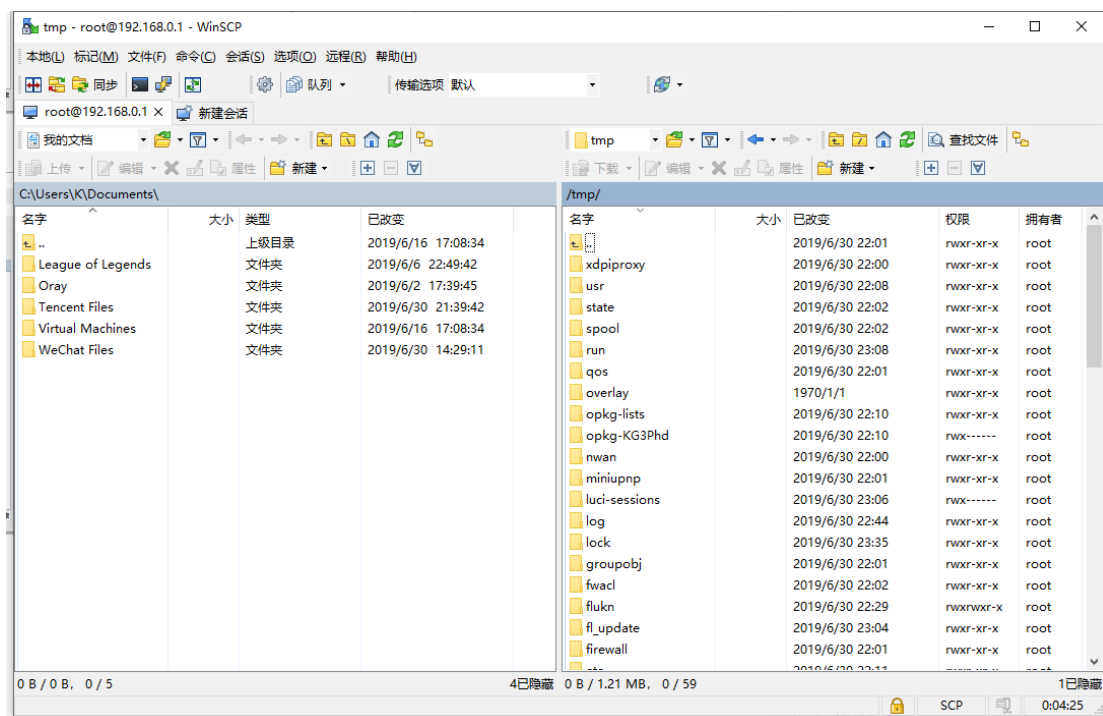 tmp - root@192.168.0.1 - WinSCP
本地(L) 标记(M) 文件(F) 命令(C) 会话(S) 选项(O) 远程(R) 帮助(H)
同步 队列 传输选项 默认
root@192.168.0.1 × 新建会话
我的文档 tmp 查找文件
上传 编辑 属性 新建 下载 编辑 属性 新建
C:\Users\K\Documents\ /tmp/
名字 大小 类型 已改变 名字 大小 已改变 权限 拥有者
.. 上级目录 2019/6/16 17:08:34 .. 2019/6/30 22:01 rwxr-xr-x root
League of Legends 文件夹 2019/6/6 22:49:42 xdpiproxy 2019/6/30 22:00 rwxr-xr-x root
Oray 文件夹 2019/6/2 17:39:45 usr 2019/6/30 22:08 rwxr-xr-x root
Tencent Files 文件夹 2019/6/30 21:39:42 state 2019/6/30 22:02 rwxr-xr-x root
Virtual Machines 文件夹 2019/6/16 17:08:34 spool 2019/6/30 22:02 rwxr-xr-x root
WeChat Files 文件夹 2019/6/30 14:29:11 run 2019/6/30 23:08 rwxr-xr-x root
qos 2019/6/30 22:01 rwxr-xr-x root
overlay 1970/1/1 rwxr-xr-x root
opkg-lists 2019/6/30 22:10 rwxr-xr-x root
opkg-KG3Phd 2019/6/30 22:10 rwx------ root
nwan 2019/6/30 22:00 rwxr-xr-x root
miniupnp 2019/6/30 22:01 rwxr-xr-x root
luci-sessions 2019/6/30 23:06 rwx------ root
log 2019/6/30 22:44 rwxr-xr-x root
lock 2019/6/30 23:35 rwxr-xr-x root
groupobj 2019/6/30 22:01 rwxr-xr-x root
fwacl 2019/6/30 22:02 rwxr-xr-x root
flukn 2019/6/30 22:29 rwxrwxr-x root
fl_update 2019/6/30 23:04 rwxr-xr-x root
firewall 2019/6/30 22:01 rwxr-xr-x root
0 B / 0 B, 0 / 5 4已隐藏 0 B / 1.21 MB, 0 / 59 1已隐藏
SCP 0:04:25